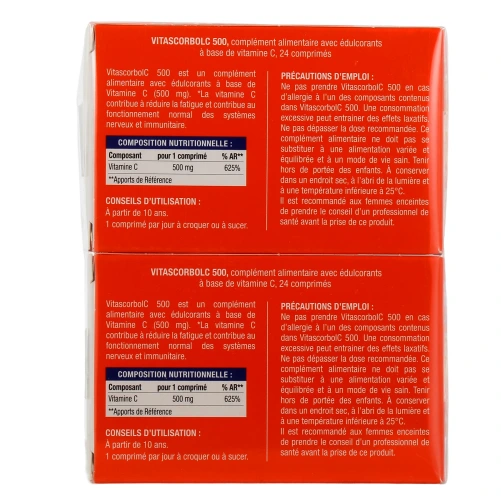 VITASCORBOLC 500, complément alimentaire avec édulcorants
à base de vitamine C, 24 comprimés
VitascorbolC 500 est un complément
alimentaire avec édulcorants à base de
Vitamine C (500 mg). *La vitamine C
contribue à réduire la fatigue et contribue au
fonctionnement normal des systèmes
nerveux et immunitaire.
COMPOSITION NUTRITIONNELLE :
Composant pour 1 comprimé % AR**
Vitamine C 500 mg 625%
**Apports de Référence
CONSEILS D'UTILISATION :
À partir de 10 ans.
1 comprimé par jour à croquer ou à sucer.
PRÉCAUTIONS D'EMPLOI :
Ne pas prendre VitascorbolC 500 en cas
d'allergie à l'un des composants contenus
dans VitascorbolC 500. Une consommation
excessive peut entrainer des effets laxatifs.
Ne pas dépasser la dose recommandée. Ce
complément alimentaire ne doit pas se
substituer à une alimentation variée et
équilibrée et à un mode de vie sain. Tenir
hors de portée des enfants. À conserver
dans un endroit sec, à l'abri de la lumière et
à une température inférieure à 25°C.
Il est recommandé aux femmes enceintes
de prendre le conseil d'un professionnel de
santé avant la prise de ce produit.
VITASCORBOLC 500, complément alimentaire avec édulcorants
à base de vitamine C, 24 comprimés
VitascorbolC 500 est un complément
alimentaire avec édulcorants à base de
Vitamine C (500 mg). *La vitamine C
contribue à réduire la fatigue et contribue au
fonctionnement normal des systèmes
nerveux et immunitaire.
COMPOSITION NUTRITIONNELLE :
Composant pour 1 comprimé % AR**
Vitamine C 500 mg 625%
**Apports de Référence
CONSEILS D'UTILISATION :
À partir de 10 ans.
1 comprimé par jour à croquer ou à sucer.
PRÉCAUTIONS D'EMPLOI :
Ne pas prendre VitascorbolC 500 en cas
d'allergie à l'un des composants contenus
dans VitascorbolC 500. Une consommation
excessive peut entrainer des effets laxatifs.
Ne pas dépasser la dose recommandée. Ce
complément alimentaire ne doit pas se
substituer à une alimentation variée et
équilibrée et à un mode de vie sain. Tenir
hors de portée des enfants. À conserver
dans un endroit sec, à l'abri de la lumière et
à une température inférieure à 25°C.
Il est recommandé aux femmes enceintes
de prendre le conseil d'un professionnel de
santé avant la prise de ce produit.